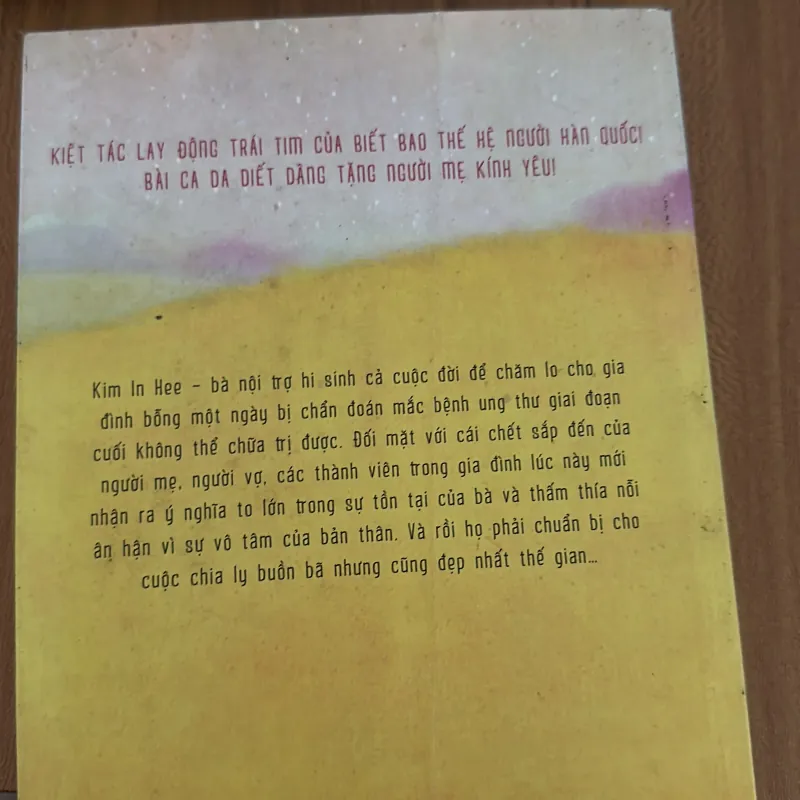 KIỆT TÁC LAY ĐỘNG TRÁI TIM CỦA BIẾT BAO THẾ HỆ NGƯỜI HÀN QUỐC!
BÀI CA DA DIẾT DÂNG TẶNG NGƯỜI MẸ KÍNH YÊU!
Kim In Hee – bà nội trợ hi sinh cả cuộc đời để chăm lo cho gia
đình bỗng một ngày bị chẩn đoán mắc bệnh ung thư giai đoạn
cuối không thể chữa trị được. Đối mặt với cái chết sắp đến của
người mẹ, người vợ, các thành viên trong gia đình lúc này mới
nhận ra ý nghĩa to lớn trong sự tồn tại của bà và thấm thía nỗi
ân hận vì sự vô tâm của bản thân. Và rồi họ phải chuẩn bị cho
cuộc chia ly buồn bã nhưng cũng đẹp nhất thế gian...